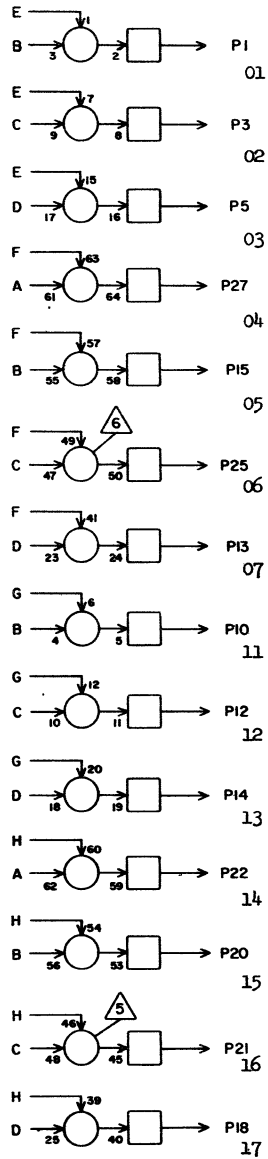 E 1
B 3 2 P1
01
E 7
C 9 8 P3
02
E 15
D 17 16 P5
03
F 63
A 61 64 P27
04
F 57
B 55 58 P15
05
6
F 49
C 47 50 P25
06
F 41
D 23 24 P13
07
G 6
B 4 5 P10
11
G 12
C 10 11 P12
12
G 20
D 18 19 P14
13
H 60
A 62 59 P22
14
H 54
B 56 53 P20
15
5
H 46
C 48 45 P21
16
H 39
D 25 40 P18
17